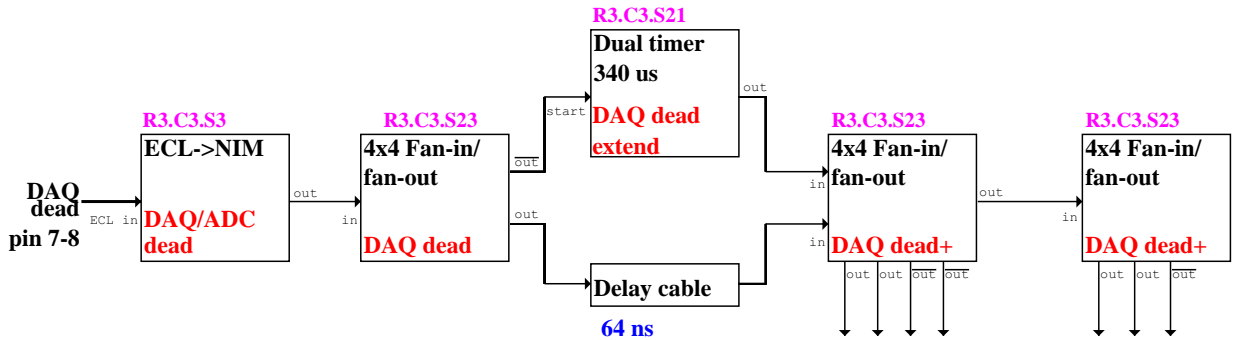 R3.C3.S21
Dual timer
340 us
start
DAQ dead
extend
out
R3.C3.S3
ECL->NIM
DAQ/ADC
dead
DAQ
dead
pin 7-8
ECL in
out
R3.C3.S23
4x4 Fan-in/
fan-out
in
DAQ dead
out
out
Delay cable
64 ns
R3.C3.S23
4x4 Fan-in/
fan-out
in
in
DAQ dead+
out
out
out
out
out
R3.C3.S23
4x4 Fan-in/
fan-out
in
DAQ dead+
out
out
out